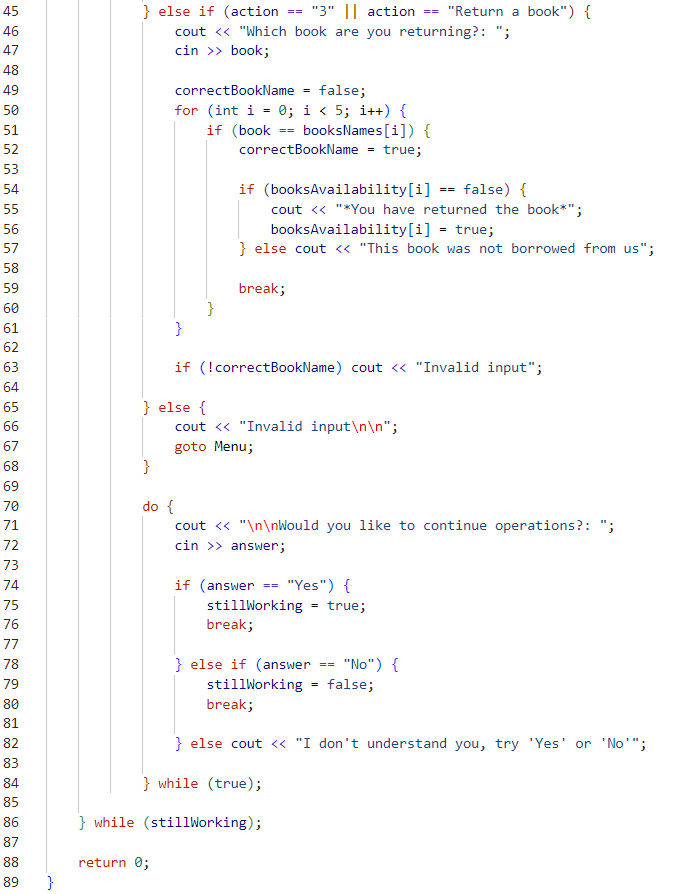 45 } else if (action == "3" || action == "Return a book") {
46 cout << "Which book are you returning?: ";
47 cin >> book;
48
49 correctBookName = false;
50 for (int i = 0; i < 5; i++) {
51 if (book == booksNames[i]) {
52 correctBookName = true;
53
54 if (booksAvailability[i] == false) {
55 cout << "*You have returned the book*";
56 booksAvailability[i] = true;
57 } else cout << "This book was not borrowed from us";
58
59 break;
60 }
61 }
62
63 if (!correctBookName) cout << "Invalid input";
64
65 } else {
66 cout << "Invalid input\n\n";
67 goto Menu;
68 }
69
70 do {
71 cout << "\n\nWould you like to continue operations?: ";
72 cin >> answer;
73
74 if (answer == "Yes") {
75 stillWorking = true;
76 break;
77
78 } else if (answer == "No") {
79 stillWorking = false;
80 break;
81
82 } else cout << "I don't understand you, try 'Yes' or 'No'";
83
84 } while (true);
85
86 } while (stillWorking);
87
88 return 0;
89 }